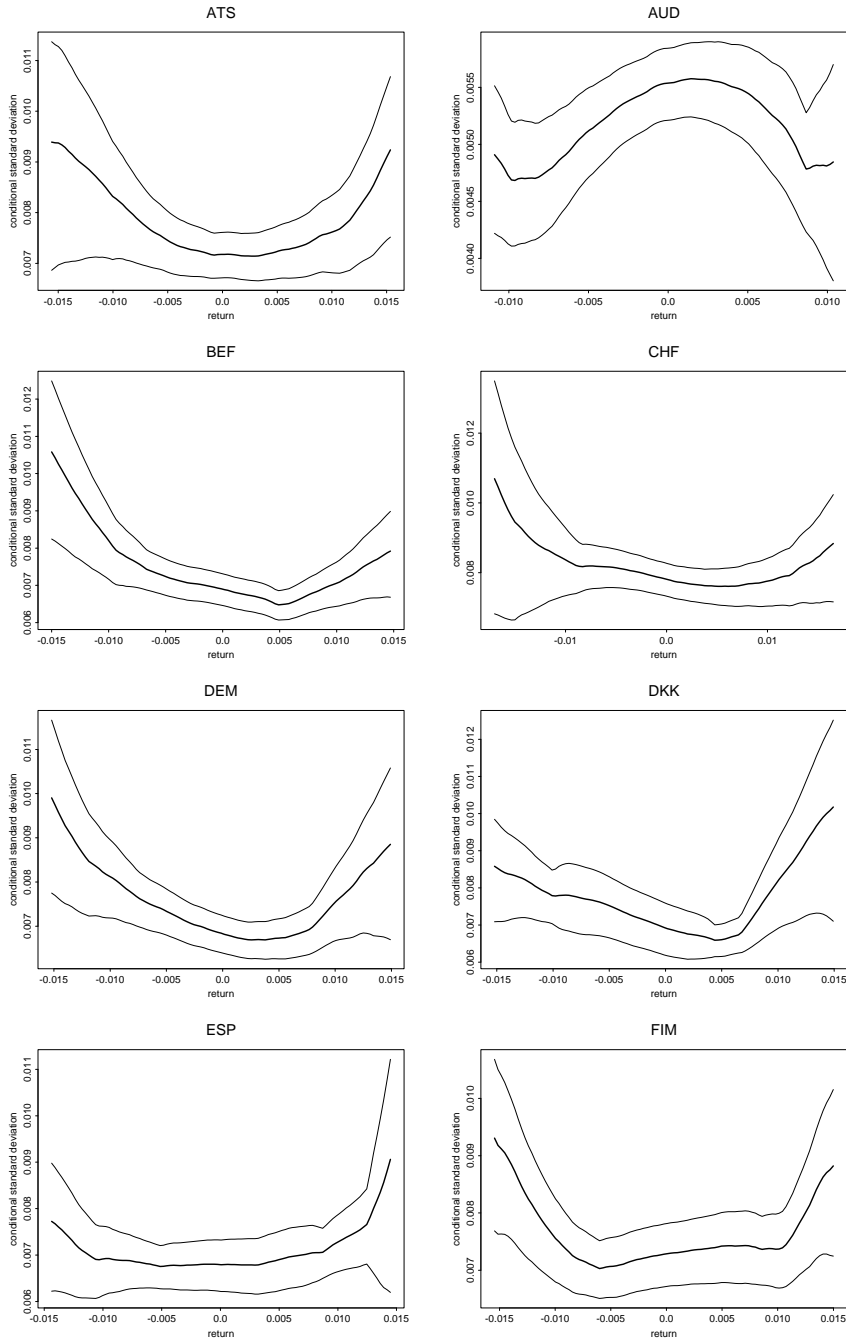 ATS
conditional standard deviation
0.007 0.008 0.009 0.010 0.011
-0.015 -0.010 -0.005 0.0 0.005 0.010 0.015
return
AUD
conditional standard deviation
0.0040 0.0045 0.0050 0.0055
-0.010 -0.005 0.0 0.005 0.010
return
BEF
conditional standard deviation
0.006 0.007 0.008 0.009 0.010 0.011 0.012
-0.015 -0.010 -0.005 0.0 0.005 0.010 0.015
return
CHF
conditional standard deviation
0.008 0.010 0.012
-0.01 0.0 0.01
return
DEM
conditional standard deviation
0.007 0.008 0.009 0.010 0.011
-0.015 -0.010 -0.005 0.0 0.005 0.010 0.015
return
DKK
conditional standard deviation
0.006 0.007 0.008 0.009 0.010 0.011 0.012
-0.015 -0.010 -0.005 0.0 0.005 0.010 0.015
return
ESP
conditional standard deviation
0.006 0.007 0.008 0.009 0.010 0.011
-0.015 -0.010 -0.005 0.0 0.005 0.010 0.015
return
FIM
conditional standard deviation
0.007 0.008 0.009 0.010
-0.015 -0.010 -0.005 0.0 0.005 0.010 0.015
return